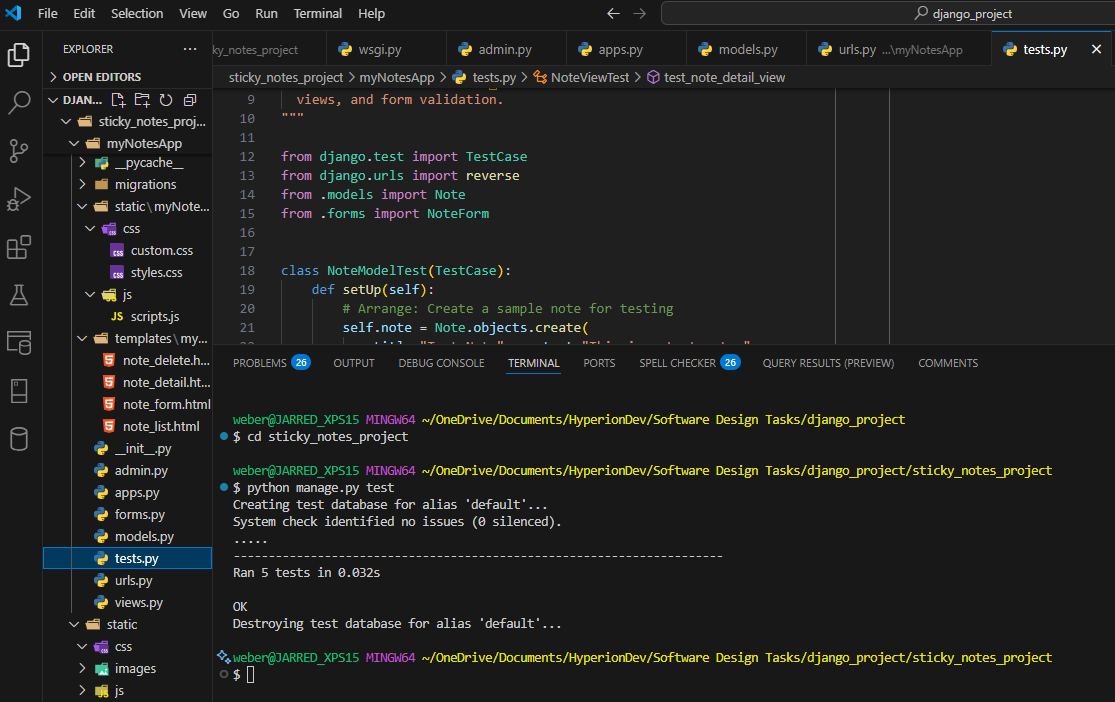 File Edit Selection View Go Run Terminal Help
django_project
EXPLORER
ky_notes_project
wsgi.py
admin.py
apps.py
models.py
urls.py ...\myNotesApp
tests.py
OPEN EDITORS
DJAN...
sticky_notes_proj...
myNotesApp
__pycache__
migrations
static\myNote...
css
custom.css
styles.css
js
JS scripts.js
templates\my...
note_delete.h...
note_detail.ht...
note_form.html
note_list.html
__init__.py
admin.py
apps.py
forms.py
models.py
tests.py
urls.py
views.py
static
css
images
js
sticky_notes_project > myNotesApp > tests.py > NoteViewTest > test_note_detail_view
9 views, and form validation.
10 """
11
12 from django.test import TestCase
13 from django.urls import reverse
14 from .models import Note
15 from .forms import NoteForm
16
17
18 class NoteModelTest(TestCase):
19 def setUp(self):
20 # Arrange: Create a sample note for testing
21 self.note = Note.objects.create(
PROBLEMS 26 OUTPUT DEBUG CONSOLE TERMINAL PORTS SPELL CHECKER 26 QUERY RESULTS (PREVIEW) COMMENTS
weber@JARRED_XPS15 MINGW64 ~/OneDrive/Documents/HyperionDev/Software Design Tasks/django_project
$ cd sticky_notes_project
weber@JARRED_XPS15 MINGW64 ~/OneDrive/Documents/HyperionDev/Software Design Tasks/django_project/sticky_notes_project
$ python manage.py test
Creating test database for alias 'default'...
System check identified no issues (0 silenced).
.....
----------------------------------------------------------------------
Ran 5 tests in 0.032s
OK
Destroying test database for alias 'default'...
weber@JARRED_XPS15 MINGW64 ~/OneDrive/Documents/HyperionDev/Software Design Tasks/django_project/sticky_notes_project
$